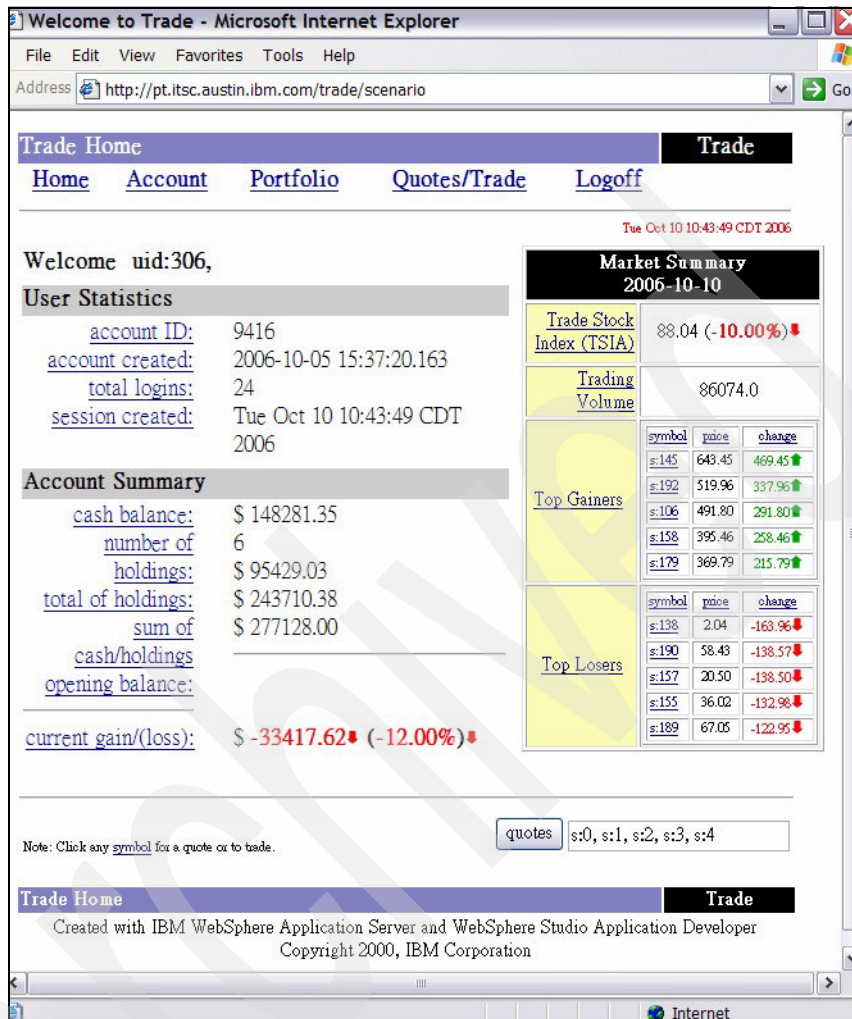 Welcome to Trade - Microsoft Internet Explorer
File Edit View Favorites Tools Help
Address http://pt.itsc.austin.ibm.com/trade/scenario Go
Trade Home Trade
Home Account Portfolio Quotes/Trade Logoff
Tue Oct 10 10:43:49 CDT 2006
Welcome uid:306,
User Statistics
account ID: 9416
account created: 2006-10-05 15:37:20.163
total logins: 24
session created: Tue Oct 10 10:43:49 CDT
2006
Account Summary
cash balance: $ 148281.35
number of 6
holdings: $ 95429.03
total of holdings: $ 243710.38
sum of $ 277128.00
cash/holdings
opening balance:
current gain/(loss): $ -33417.62 (-12.00%)
Market Summary
2006-10-10
Trade Stock
Index (TSIA) 88.04 (-10.00%)
Trading
Volume 86074.0
Top Gainers
symbol price change
s:145 643.45 469.45
s:192 519.96 337.96
s:106 491.80 291.80
s:158 395.46 258.46
s:179 369.79 215.79
Top Losers
symbol price change
s:138 2.04 -163.96
s:190 58.43 -138.57
s:157 20.50 -138.50
s:155 36.02 -132.98
s:189 67.05 -122.95
Note: Click any symbol for a quote or to trade.
quotes s:0, s:1, s:2, s:3, s:4
Trade Home Trade
Created with IBM WebSphere Application Server and WebSphere Studio Application Developer
Copyright 2000, IBM Corporation
Internet